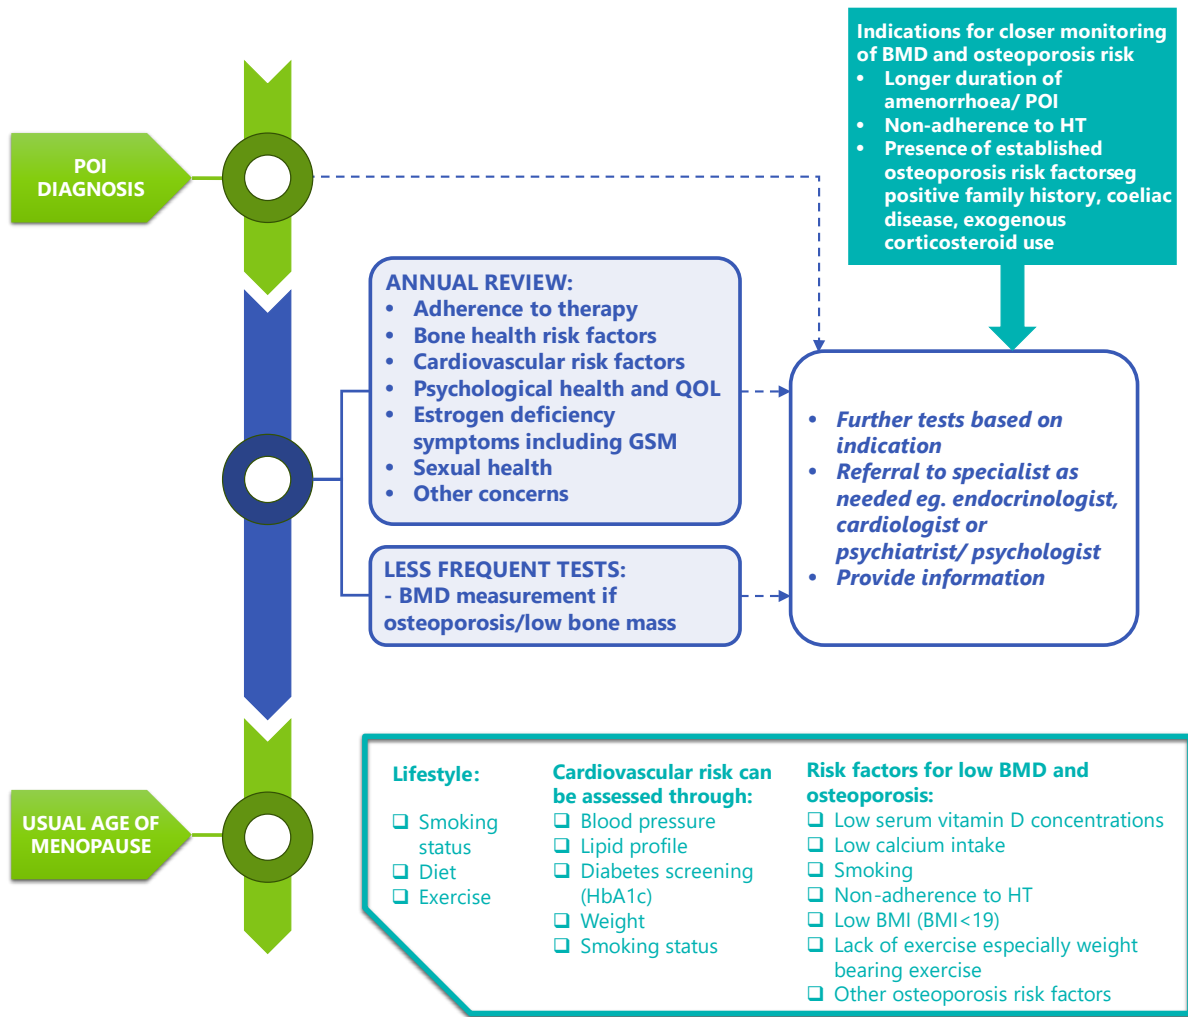 Indications for closer monitoring
of BMD and osteoporosis risk
• Longer duration of
amenorrhoea/ POI
• Non-adherence to HT
• Presence of established
osteoporosis risk factorseg
positive family history, coeliac
disease, exogenous
corticosteroid use
POI
DIAGNOSIS
ANNUAL REVIEW:
• Adherence to therapy
• Bone health risk factors
• Cardiovascular risk factors
• Psychological health and QOL
• Estrogen deficiency
symptoms including GSM
• Sexual health
• Other concerns
LESS FREQUENT TESTS:
- BMD measurement if
osteoporosis/low bone mass
• Further tests based on
indication
• Referral to specialist as
needed eg. endocrinologist,
cardiologist or
psychiatrist/ psychologist
• Provide information
USUAL AGE OF
MENOPAUSE
Lifestyle:
❑ Smoking
status
❑ Diet
❑ Exercise
Cardiovascular risk can
be assessed through:
❑ Blood pressure
❑ Lipid profile
❑ Diabetes screening
(HbA1c)
❑ Weight
❑ Smoking status
Risk factors for low BMD and
osteoporosis:
❑ Low serum vitamin D concentrations
❑ Low calcium intake
❑ Smoking
❑ Non-adherence to HT
❑ Low BMI (BMI<19)
❑ Lack of exercise especially weight
bearing exercise
❑ Other osteoporosis risk factors